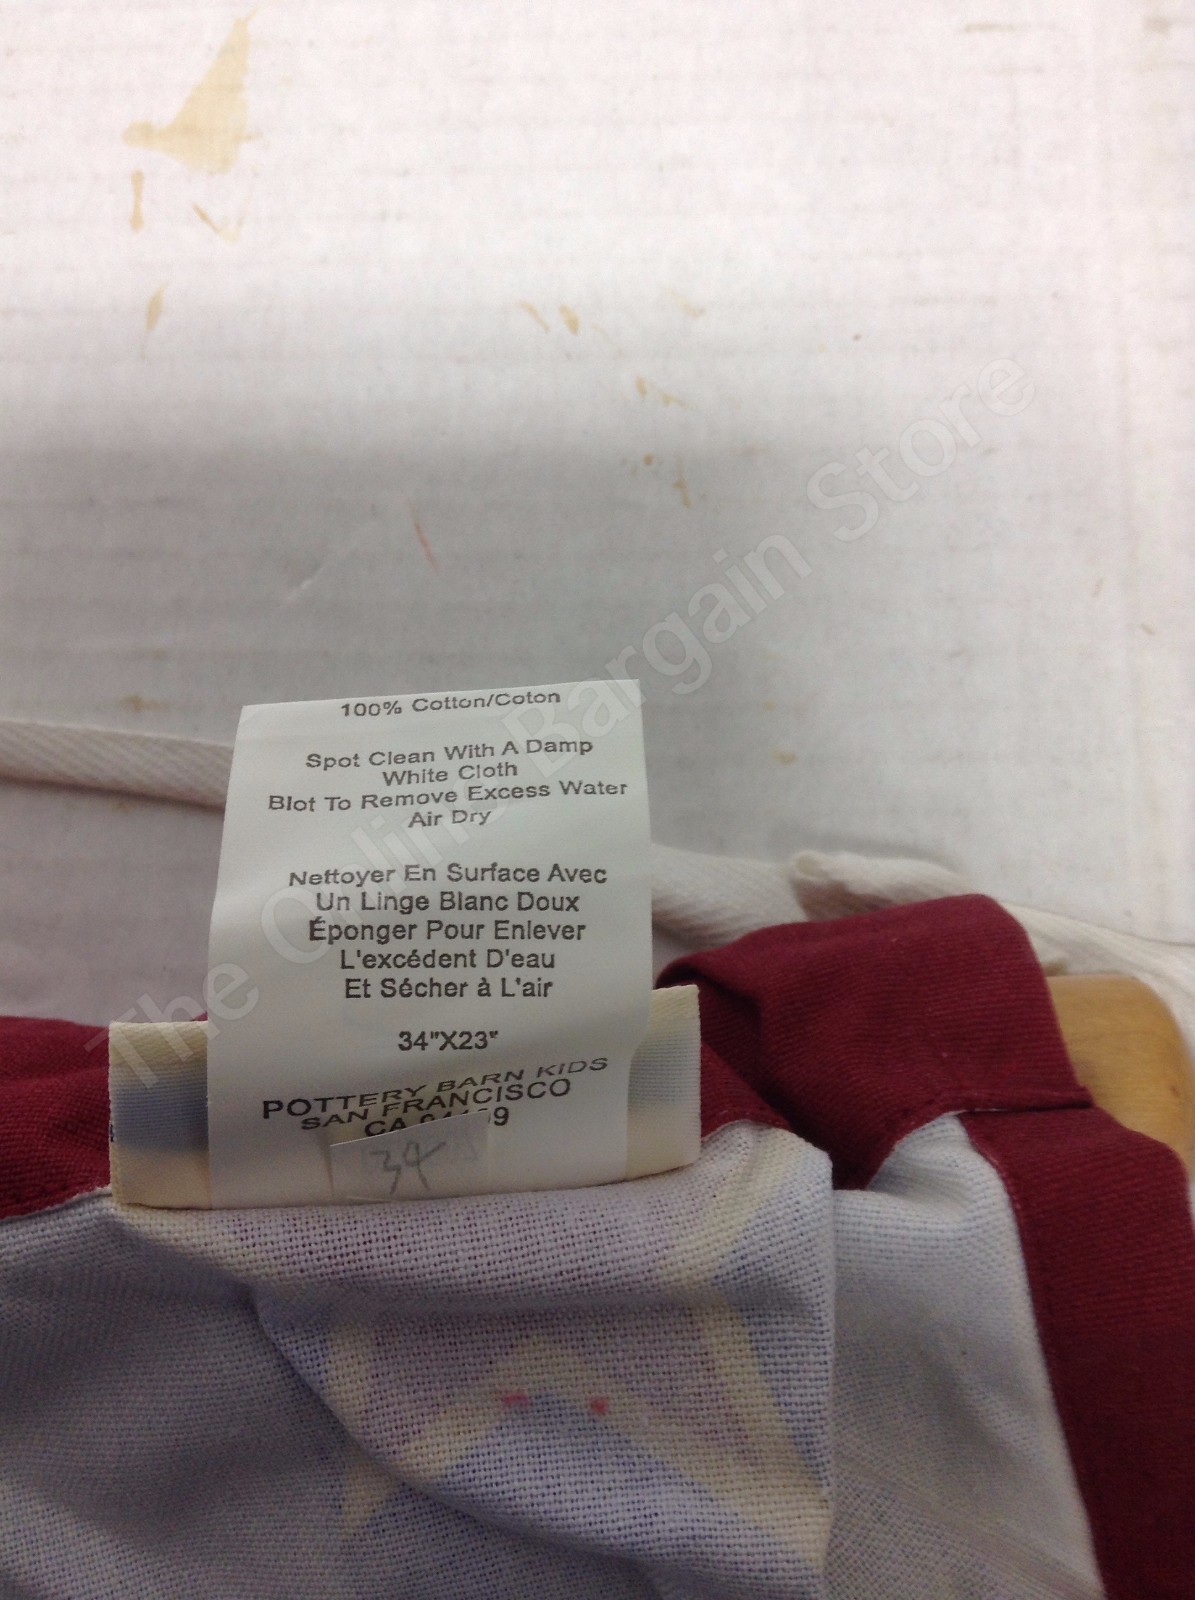 100% Cotton/Coton
Spot Clean With A Damp
White Cloth
Blot To Remove Excess Water
Air Dry
Nettoyer En Surface Avec
Un Linge Blanc Doux
Éponger Pour Enlever
L'excédent D'eau
Et Sécher à L'air
34"X23"
POTTERY BARN KIDS
SAN FRANCISCO
CA
34
The Online Bargain Store